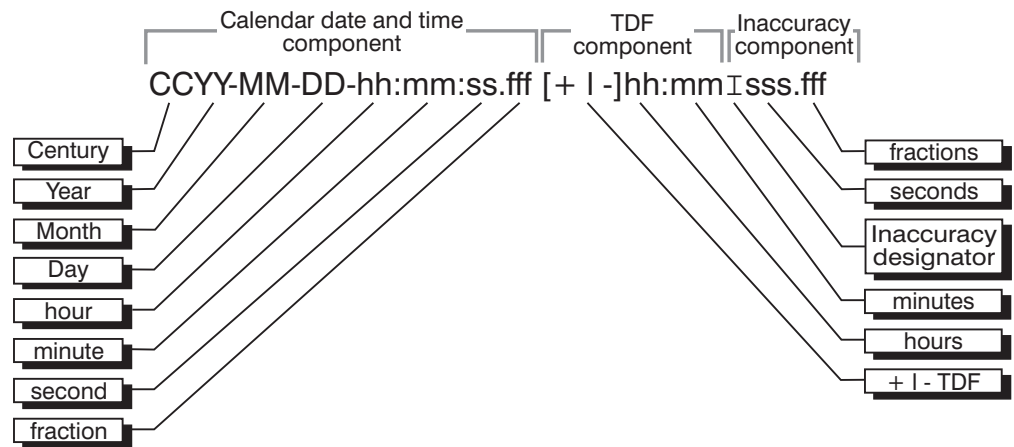 Calendar date and time
component
TDF
component
Inaccuracy
component
CCYY-MM-DD-hh:mm:ss.fff [+ I -]hh:mmIsss.fff
Century
Year
Month
Day
hour
minute
second
fraction
fractions
seconds
Inaccuracy
designator
minutes
hours
+ I - TDF